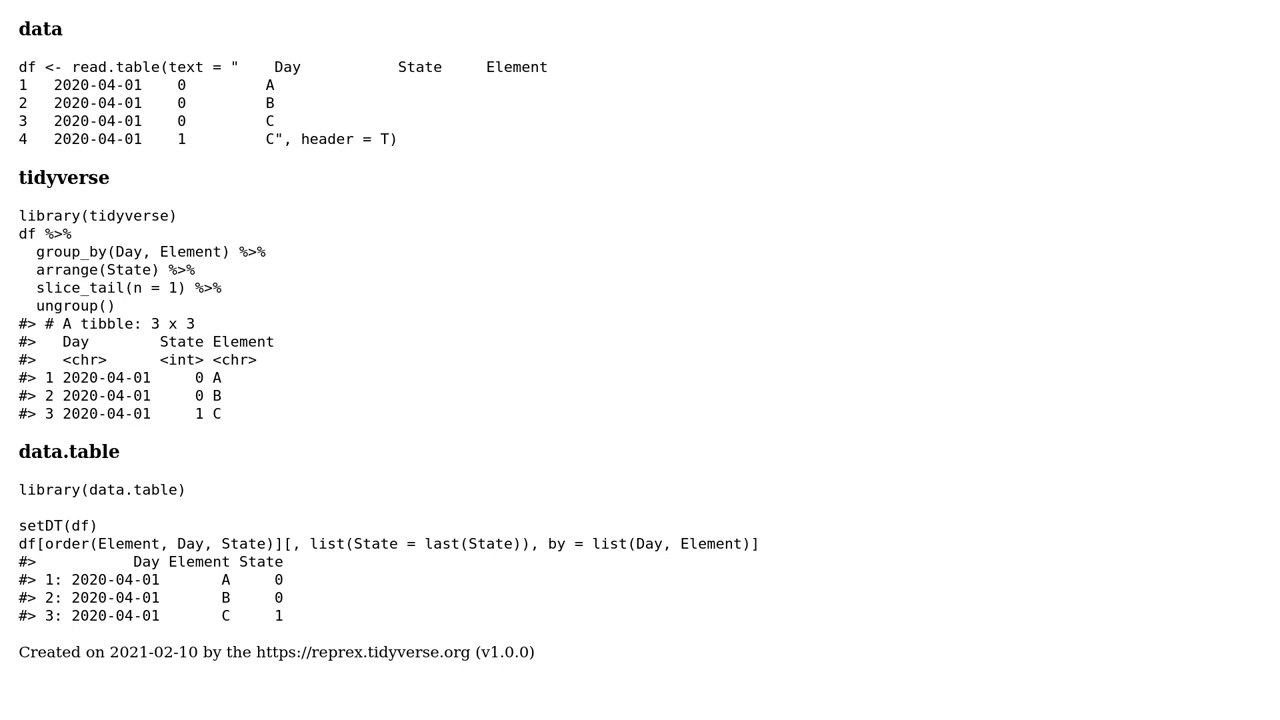 data
df <- read.table(text = "    Day           State     Element
1   2020-04-01    0         A
2   2020-04-01    0         B
3   2020-04-01    0         C
4   2020-04-01    1         C", header = T)
tidyverse
library(tidyverse)
df %>%
  group_by(Day, Element) %>%
  arrange(State) %>%
  slice_tail(n = 1) %>%
  ungroup()
#> # A tibble: 3 x 3
#>   Day        State Element
#>   <chr>      <int> <chr>
#> 1 2020-04-01     0 A
#> 2 2020-04-01     0 B
#> 3 2020-04-01     1 C
data.table
library(data.table)
setDT(df)
df[order(Element, Day, State)][, list(State = last(State)), by = list(Day, Element)]
#>           Day Element State
#> 1: 2020-04-01       A     0
#> 2: 2020-04-01       B     0
#> 3: 2020-04-01       C     1
Created on 2021-02-10 by the https://reprex.tidyverse.org (v1.0.0)